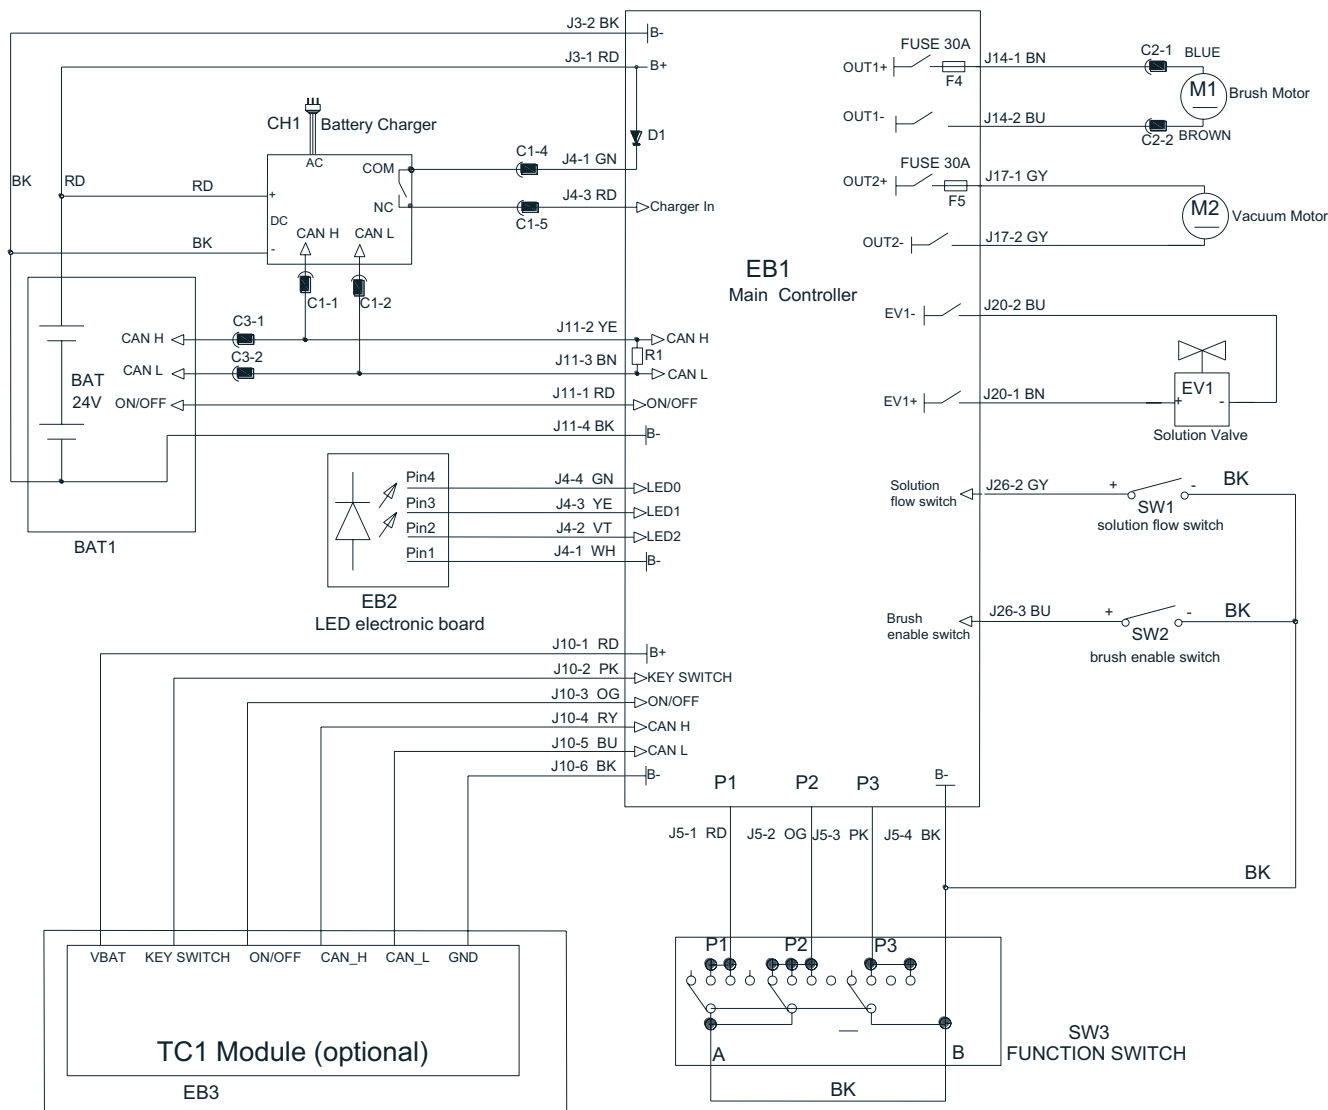 J3-2 BK
B-
J3-1 RD
B+
FUSE 30A
OUT1+
F4
J14-1 BN
C2-1
BLUE
M1
Brush Motor
OUT1-
J14-2 BU
C2-2
BROWN
CH1
Battery Charger
AC
COM
NC
D1
C1-4
J4-1 GN
BK
RD
RD
+
DC
-
BK
CAN H
CAN L
C1-5
J4-3 RD
Charger In
FUSE 30A
OUT2+
F5
J17-1 GY
M2
Vacuum Motor
OUT2-
J17-2 GY
EB1
Main Controller
C1-1
C1-2
EV1-
J20-2 BU
C3-1
CAN H
J11-2 YE
CAN H
C3-2
R1
CAN L
J11-3 BN
CAN L
BAT
24V
ON/OFF
J11-1 RD
ON/OFF
J11-4 BK
B-
EV1+
J20-1 BN
EV1
+
-
Solution Valve
BAT1
Pin4
J4-4 GN
LED0
Pin3
J4-3 YE
LED1
Pin2
J4-2 VT
LED2
Pin1
J4-1 WH
B-
EB2
LED electronic board
Solution
flow switch
J26-2 GY
+
-
BK
SW1
solution flow switch
Brush
enable switch
J26-3 BU
+
-
BK
SW2
brush enable switch
J10-1 RD
B+
J10-2 PK
KEY SWITCH
J10-3 OG
ON/OFF
J10-4 RY
CAN H
J10-5 BU
CAN L
J10-6 BK
B-
P1
P2
P3
B-
J5-1 RD
J5-2 OG
J5-3 PK
J5-4 BK
BK
VBAT
KEY SWITCH
ON/OFF
CAN_H
CAN_L
GND
TC1 Module (optional)
EB3
P1
P2
P3
A
B
BK
SW3
FUNCTION SWITCH